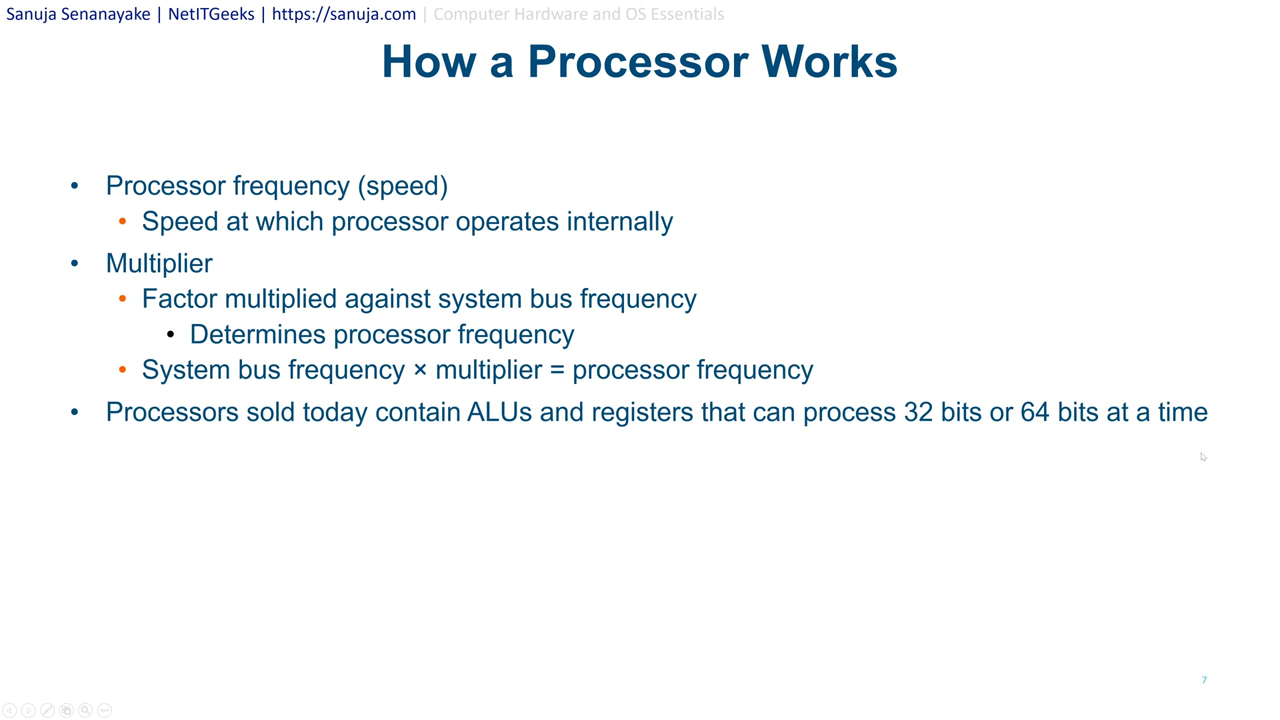 Sanuja Senanayake | NetITGeeks | https://sanuja.com | Computer Hardware and OS Essentials
How a Processor Works
• Processor frequency (speed)
• Speed at which processor operates internally
• Multiplier
• Factor multiplied against system bus frequency
• Determines processor frequency
• System bus frequency × multiplier = processor frequency
• Processors sold today contain ALUs and registers that can process 32 bits or 64 bits at a time
7